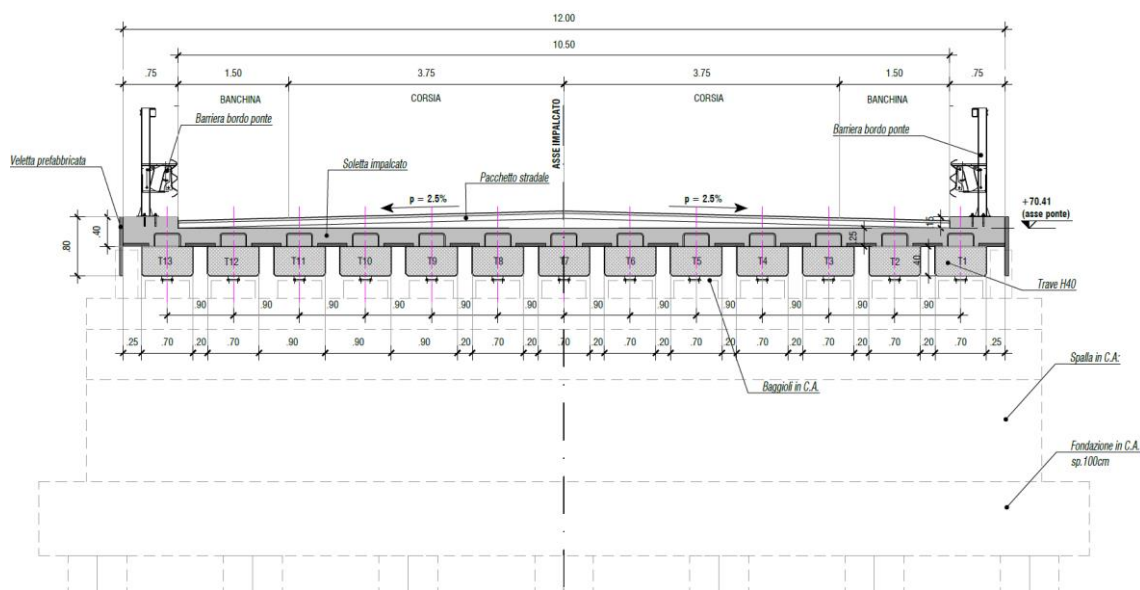 12.00
10.50
.75 1.50 3.75 3.75 1.50 .75
BANCHINA CORSIA ASSE IMPALCATO CORSIA BANCHINA
Barriera bordo ponte Barriera bordo ponte
Veletta prefabbricata
Soletta impalcato
Pacchetto stradale
p = 2.5% p = 2.5%
+70.41
(asse ponte)
.80 .40 .25 .40
T13 T12 T11 T10 T9 T8 T7 T6 T5 T4 T3 T2 T1
Trave H40
.90 .90 .90 .90 .90 .90 .90 .90 .90 .90 .90 .90
.25 .70 .20 .70 .20 .90 .90 .90 .20 .70 .20 .70 .20 .70 .20 .70 .20 .70 .20 .70 .20 .70 .20 .70 .20 .70 .25
Spalla in C.A:
Baggioli in C.A.
Fondazione in C.A.
sp.100cm